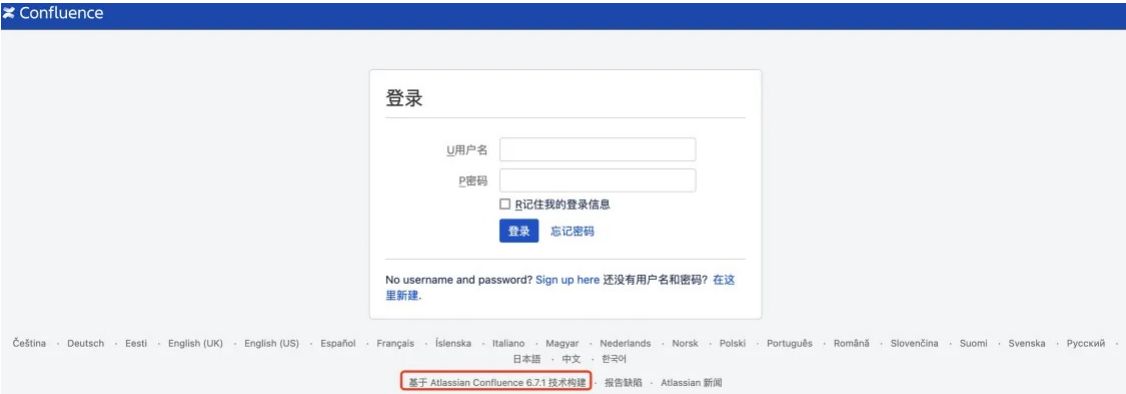 Confluence
登录
U用户名
P密码
R记住我的登录信息
登录 忘记密码
No username and password? Sign up here 还没有用户名和密码? 在这
里新建.
Čeština · Deutsch · Eesti · English (UK) · English (US) · Español · Français · Íslenska · Italiano · Magyar · Nederlands · Norsk · Polski · Português · Română · Slovenčina · Suomi · Svenska · Русский ·
日本語 · 中文 · 한국어
基于 Atlassian Confluence 6.7.1 技术构建 · 报告缺陷 · Atlassian 新闻